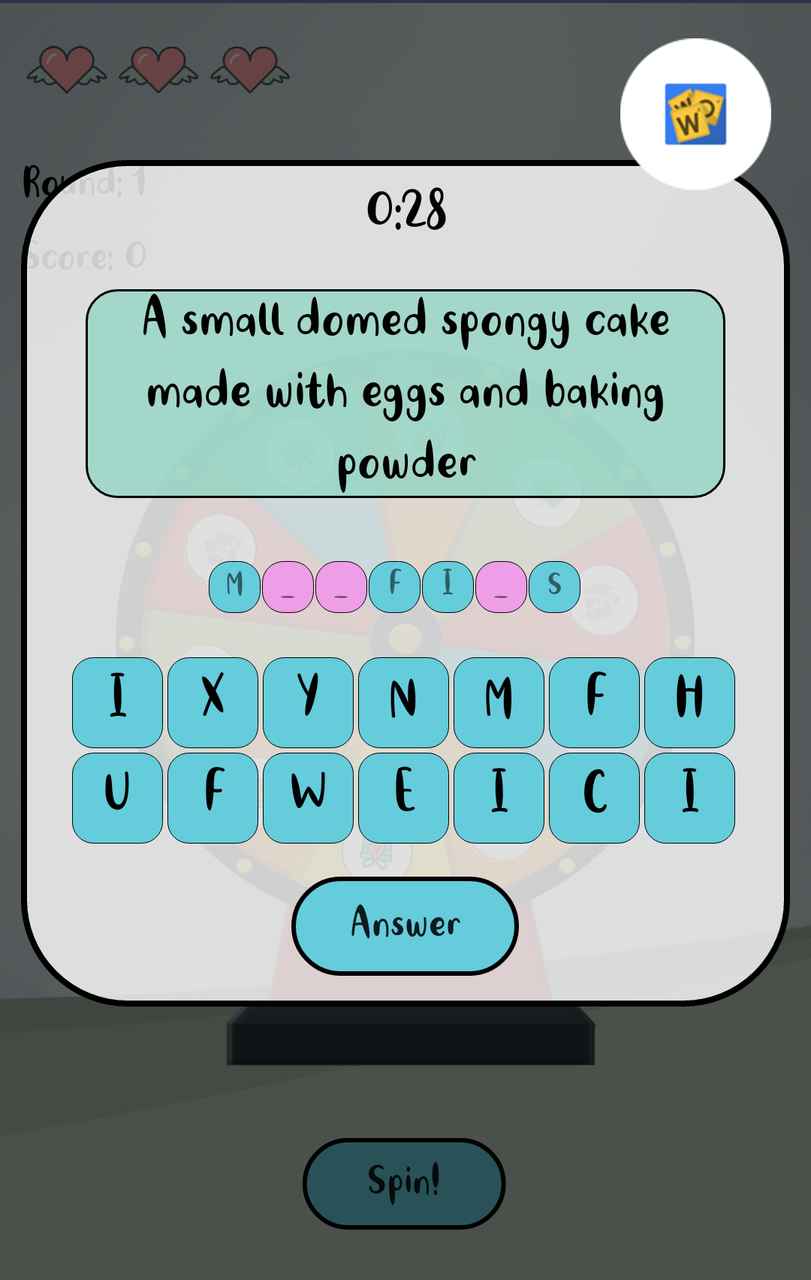 Round: 1
0:28
Score: 0
A small domed spongy cake
made with eggs and baking
powder
M _ _ F I _ S
I X Y N M F H
U F W E I C I
Answer
Spin!